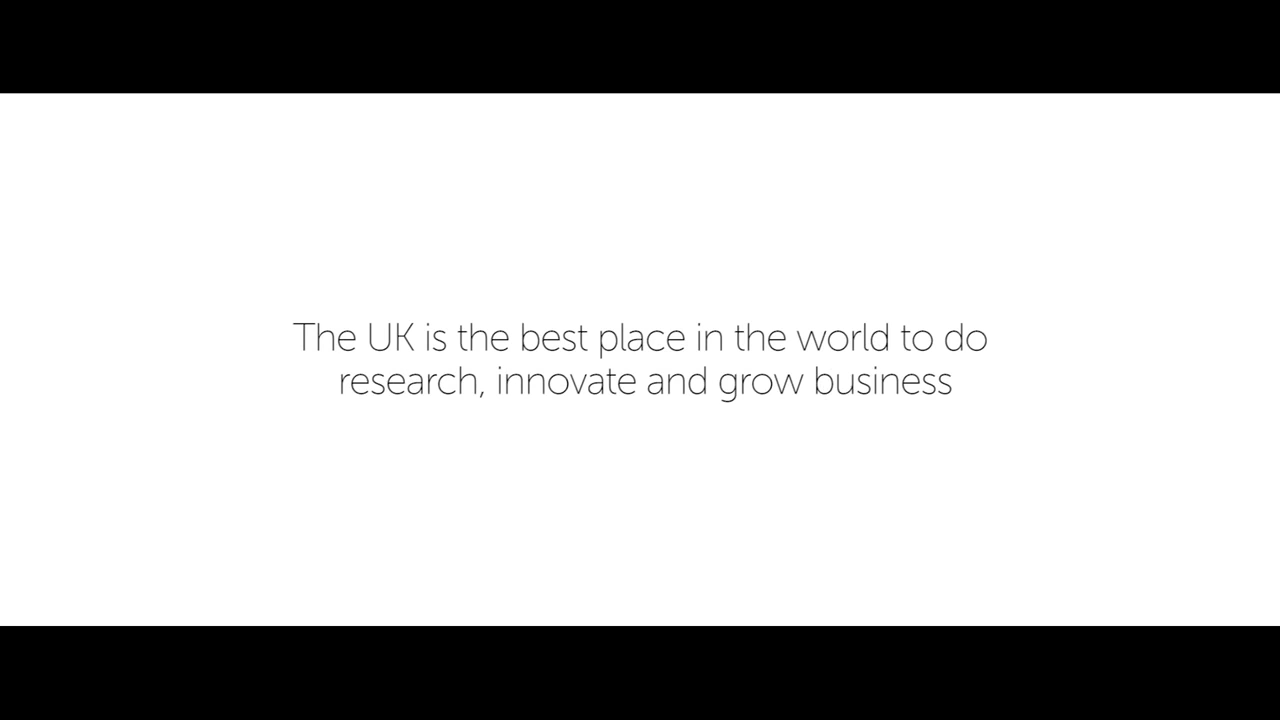 The UK is the best place in the world to do
research, innovate and grow business